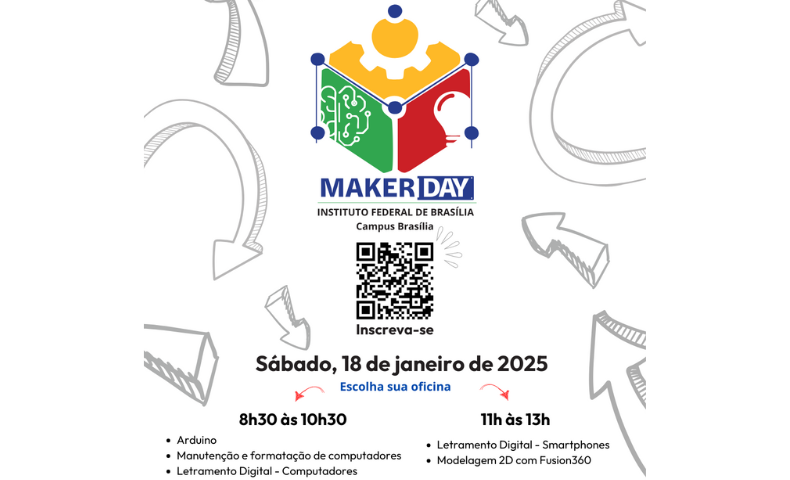 MAKER DAY
INSTITUTO FEDERAL DE BRASÍLIA
Campus Brasília
Inscreva-se
Sábado, 18 de janeiro de 2025
Escolha sua oficina
8h30 às 10h30
• Arduino
• Manutenção e formatação de computadores
• Letramento Digital - Computadores
11h às 13h
• Letramento Digital - Smartphones
• Modelagem 2D com Fusion360